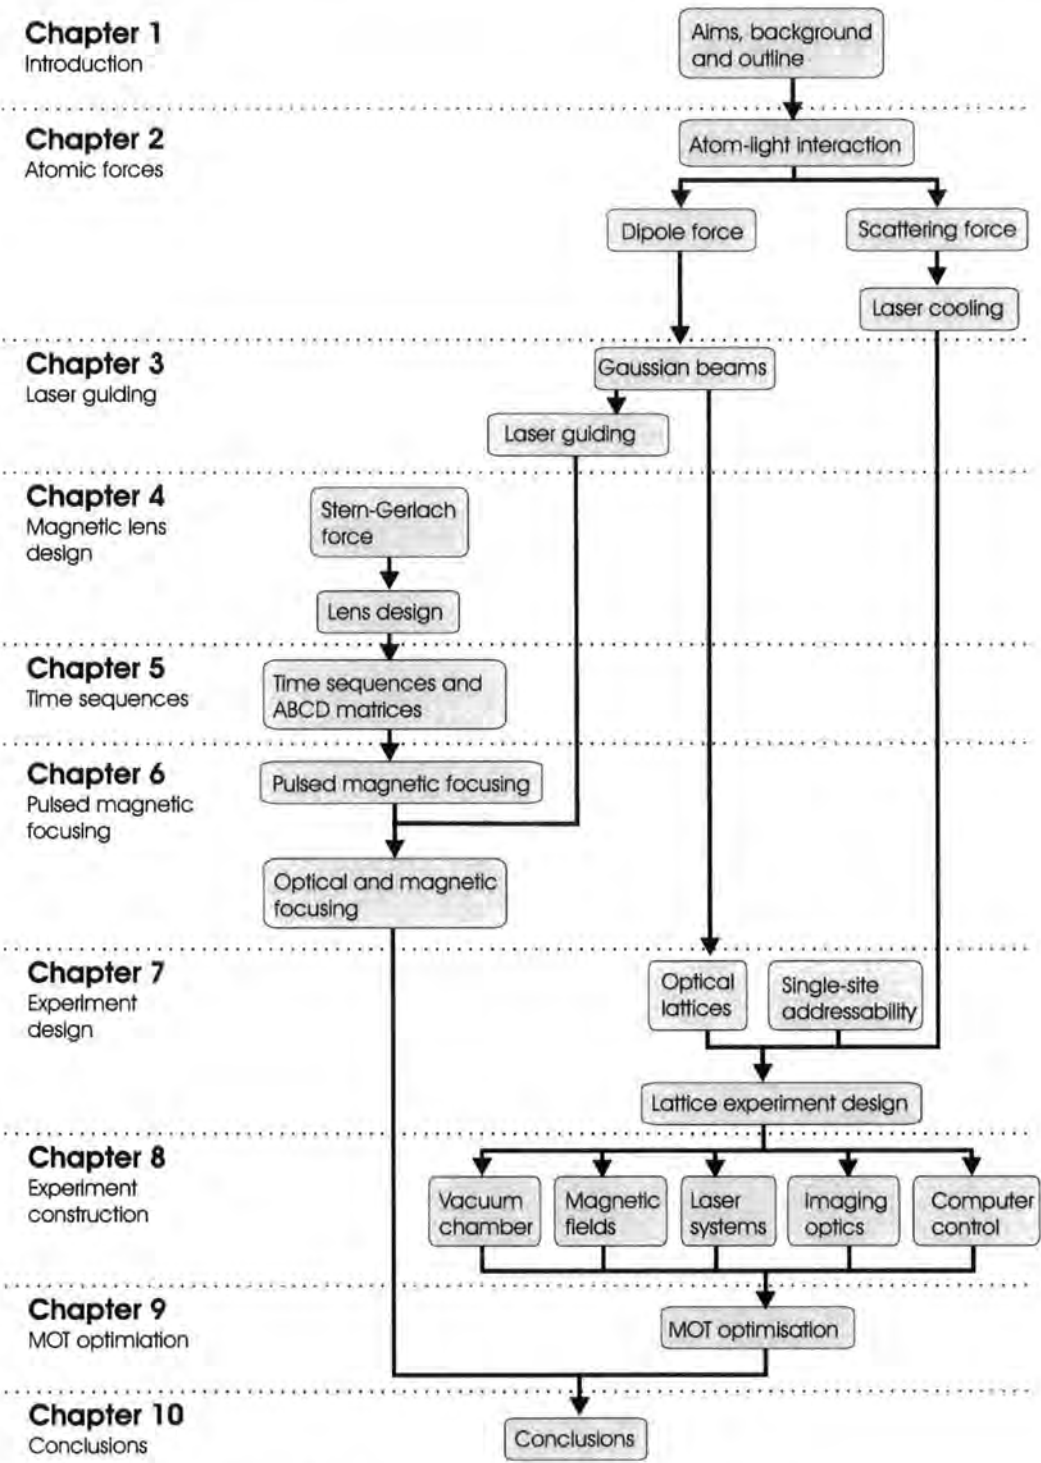 Chapter 1
Introduction
Aims, background
and outline
Chapter 2
Atomic forces
Atom-light interaction
Dipole force
Scattering force
Laser cooling
Chapter 3
Laser guiding
Gaussian beams
Laser guiding
Chapter 4
Magnetic lens
design
Stern-Gerlach
force
Lens design
Chapter 5
Time sequences
Time sequences and
ABCD matrices
Chapter 6
Pulsed magnetic
focusing
Pulsed magnetic focusing
Optical and magnetic
focusing
Chapter 7
Experiment
design
Optical
lattices
Single-site
addressability
Lattice experiment design
Chapter 8
Experiment
construction
Vacuum
chamber
Magnetic
fields
Laser
systems
Imaging
optics
Computer
control
Chapter 9
MOT optimiation
MOT optimisation
Chapter 10
Conclusions
Conclusions